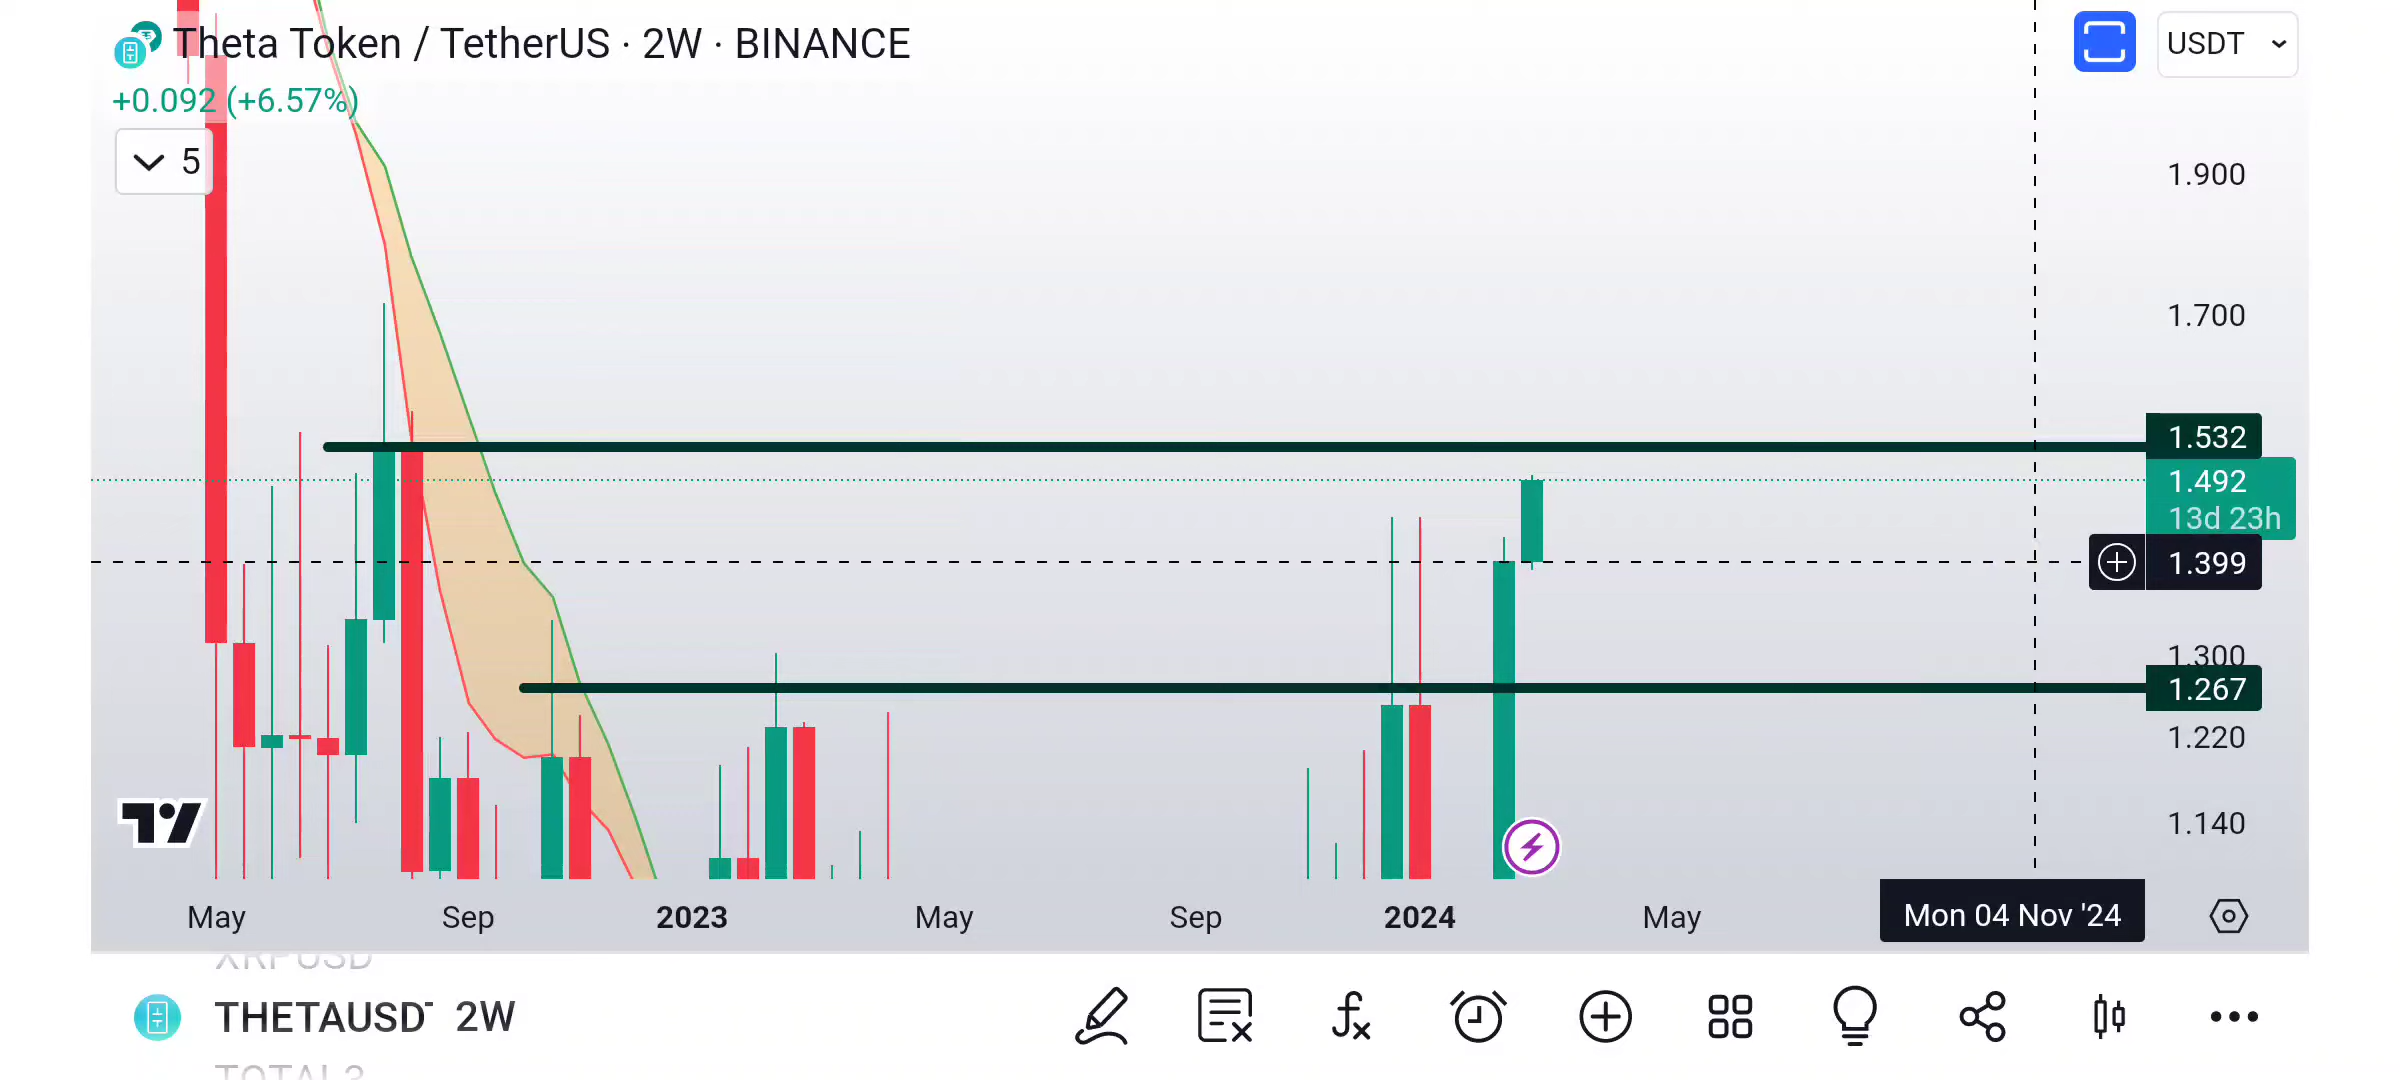 Theta Token / TetherUS · 2W · BINANCE
USDT
+0.092 (+6.57%)
5
1.900
1.700
1.532
1.492
13d 23h
1.399
1.300
1.267
1.220
1.140
May
Sep
2023
May
Sep
2024
May
Mon 04 Nov '24
XRPUSD
THETAUSD 2W
TOTAL3